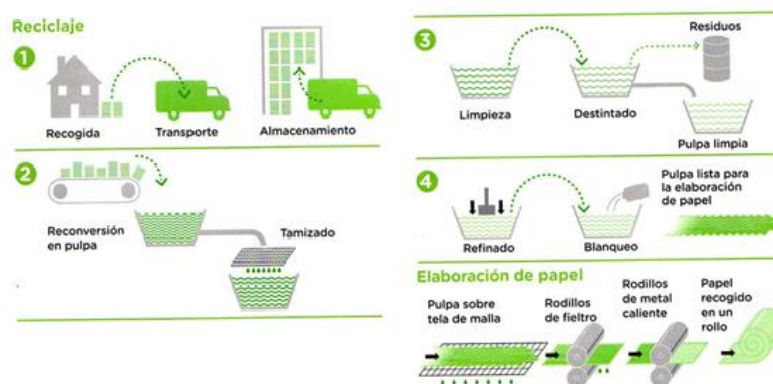 Reciclaje
1
Recogida
Transporte
Almacenamiento
2
Reconversión
en pulpa
Tamizado
3
Residuos
Limpieza
Destintado
Pulpa limpia
4
Pulpa lista para
la elaboración
de papel
Refinado
Blanqueo
Elaboración de papel
Pulpa sobre
tela de malla
Rodillos
de fieltro
Rodillos
de metal
caliente
Papel
recogido
en un
rollo